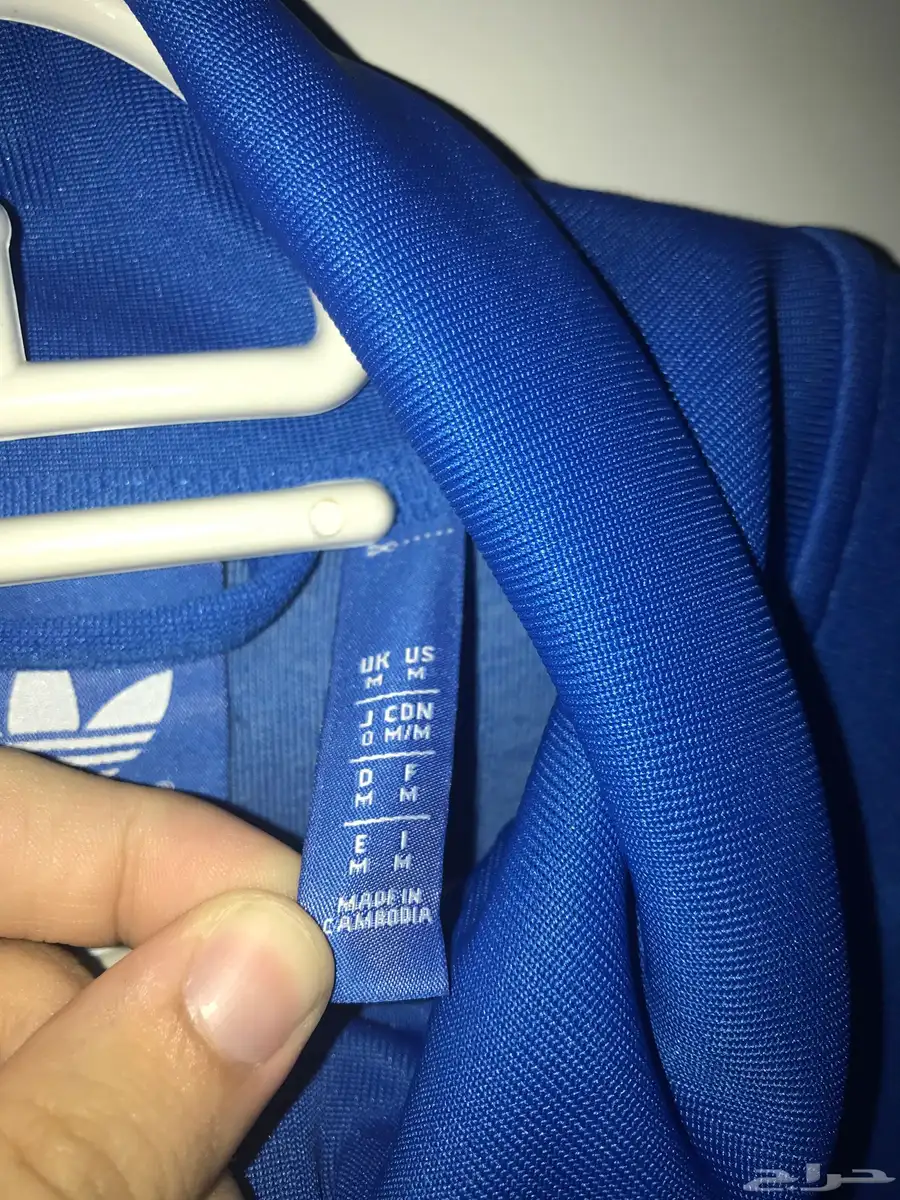 UK US
M M
J CDN
O M/M
D F
M M
E I
M M
MADE IN
CAMBODIA
حراج